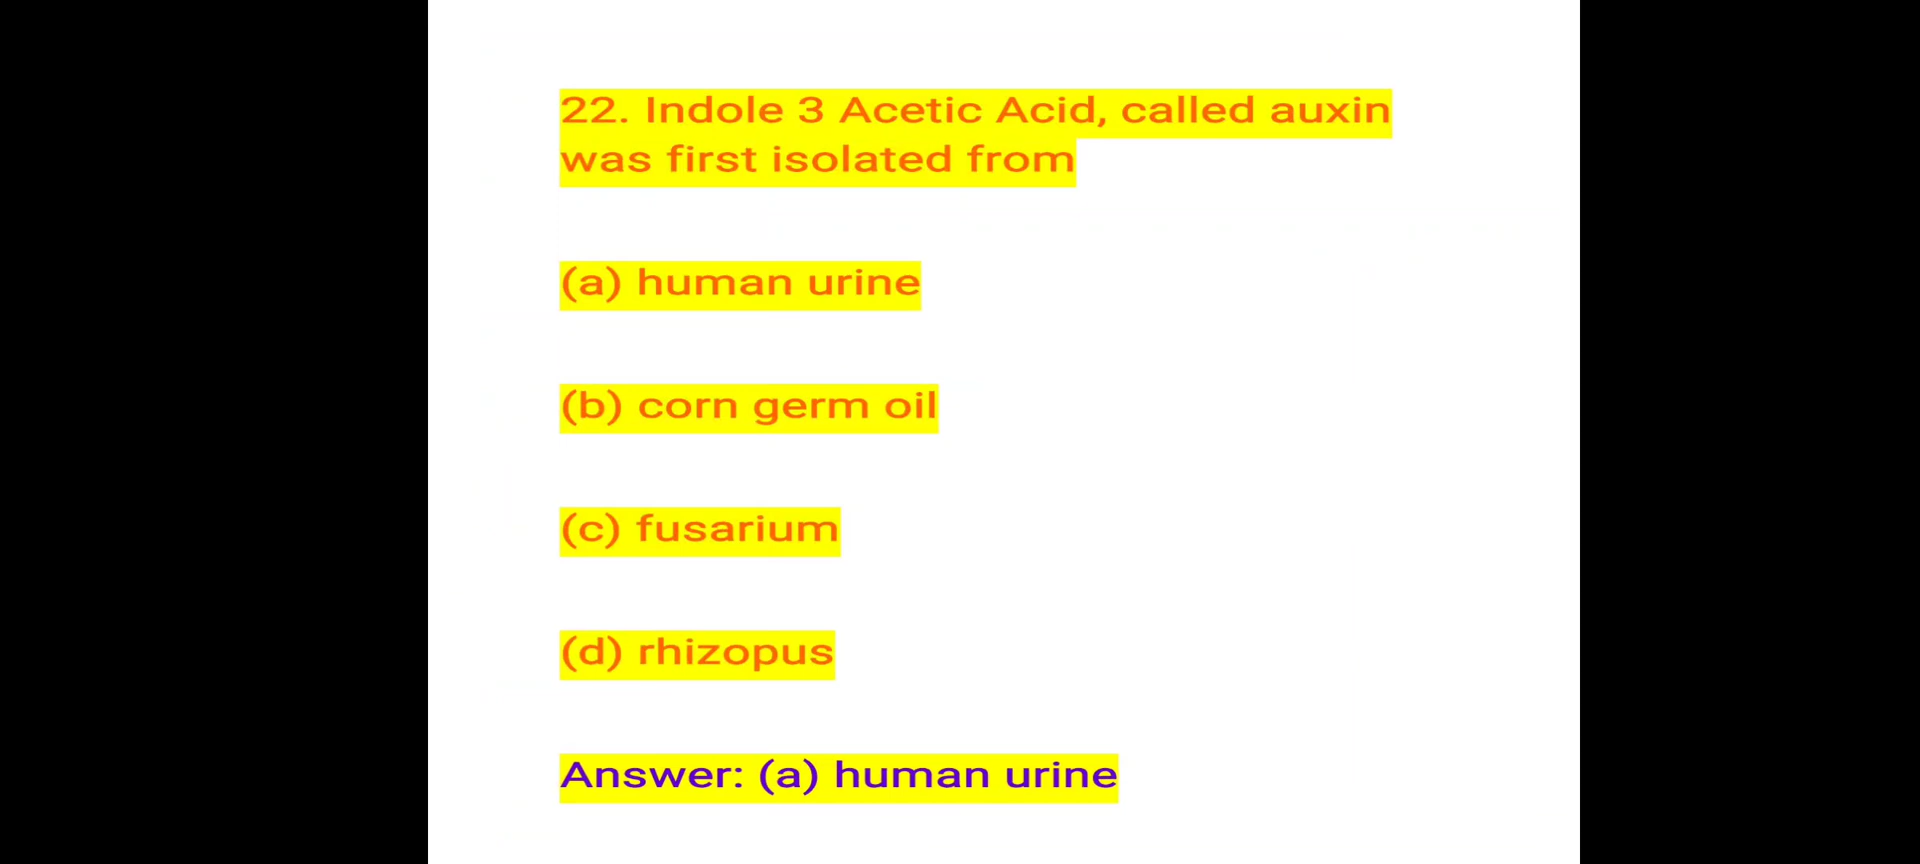 22. Indole 3 Acetic Acid, called auxin
was first isolated from
(a) human urine
(b) corn germ oil
(c) fusarium
(d) rhizopus
Answer: (a) human urine